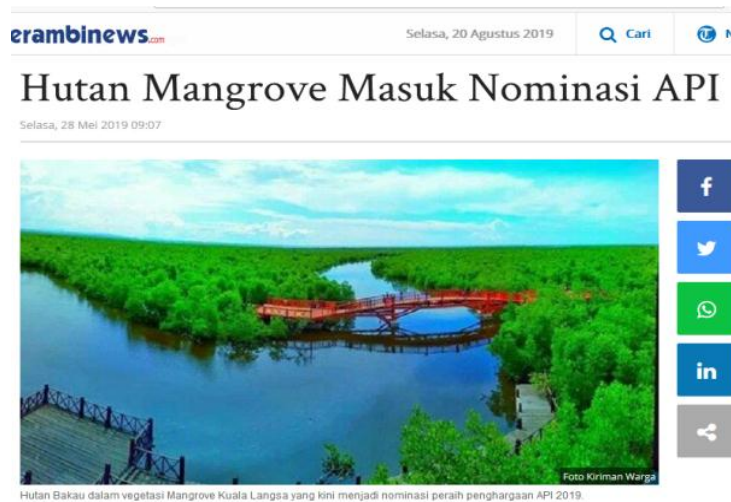 erambinews.com
Selasa, 20 Agustus 2019
Cari
N
Hutan Mangrove Masuk Nominasi API
Selasa, 28 Mei 2019 09:07
f
in
Foto Kiriman Warga
Hutan Bakau dalam vegetasi Mangrove Kuala Langsa yang kini menjadi nominasi peraih penghargaan API 2019.